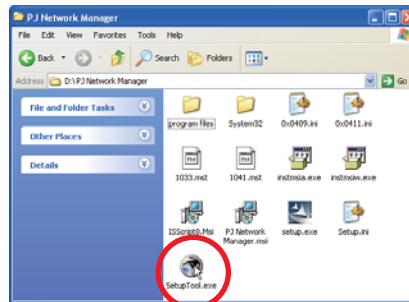 PJ Network Manager
File Edit View Favorites Tools Help
Back Search Folders
Address D:\PJ Network Manager Go
File and Folder Tasks
Other Places
Details
program files System32 0x0409.ini 0x0411.ini
1033.mst 1041.mst instmsia.exe instmsiw.exe
ISScript9.Msi PJ Network Manager.msi setup.exe Setup.ini
SetupTool.exe